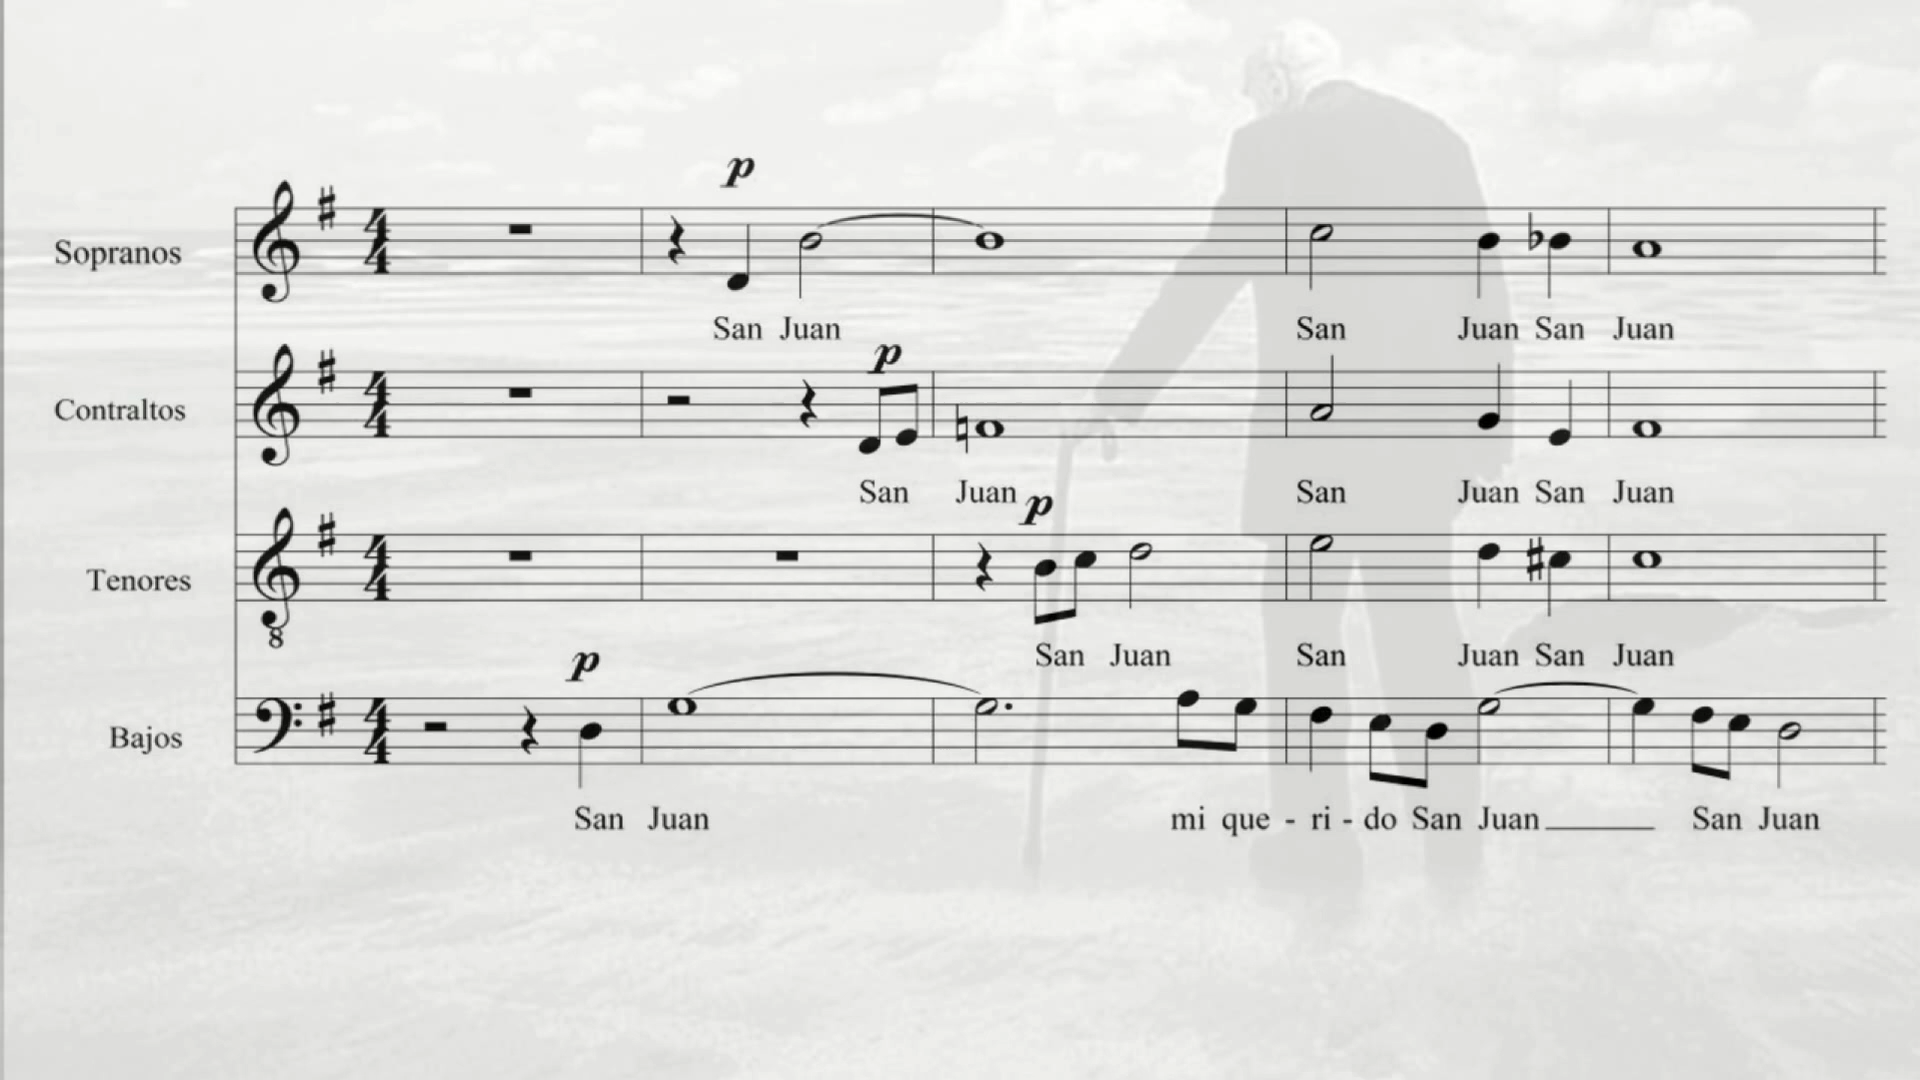 p
Sopranos
San Juan San Juan San Juan
p
Contraltos
San Juan San Juan San Juan
p
Tenores
8
San Juan San Juan San Juan
p
Bajos
San Juan mi que - ri - do San Juan San Juan